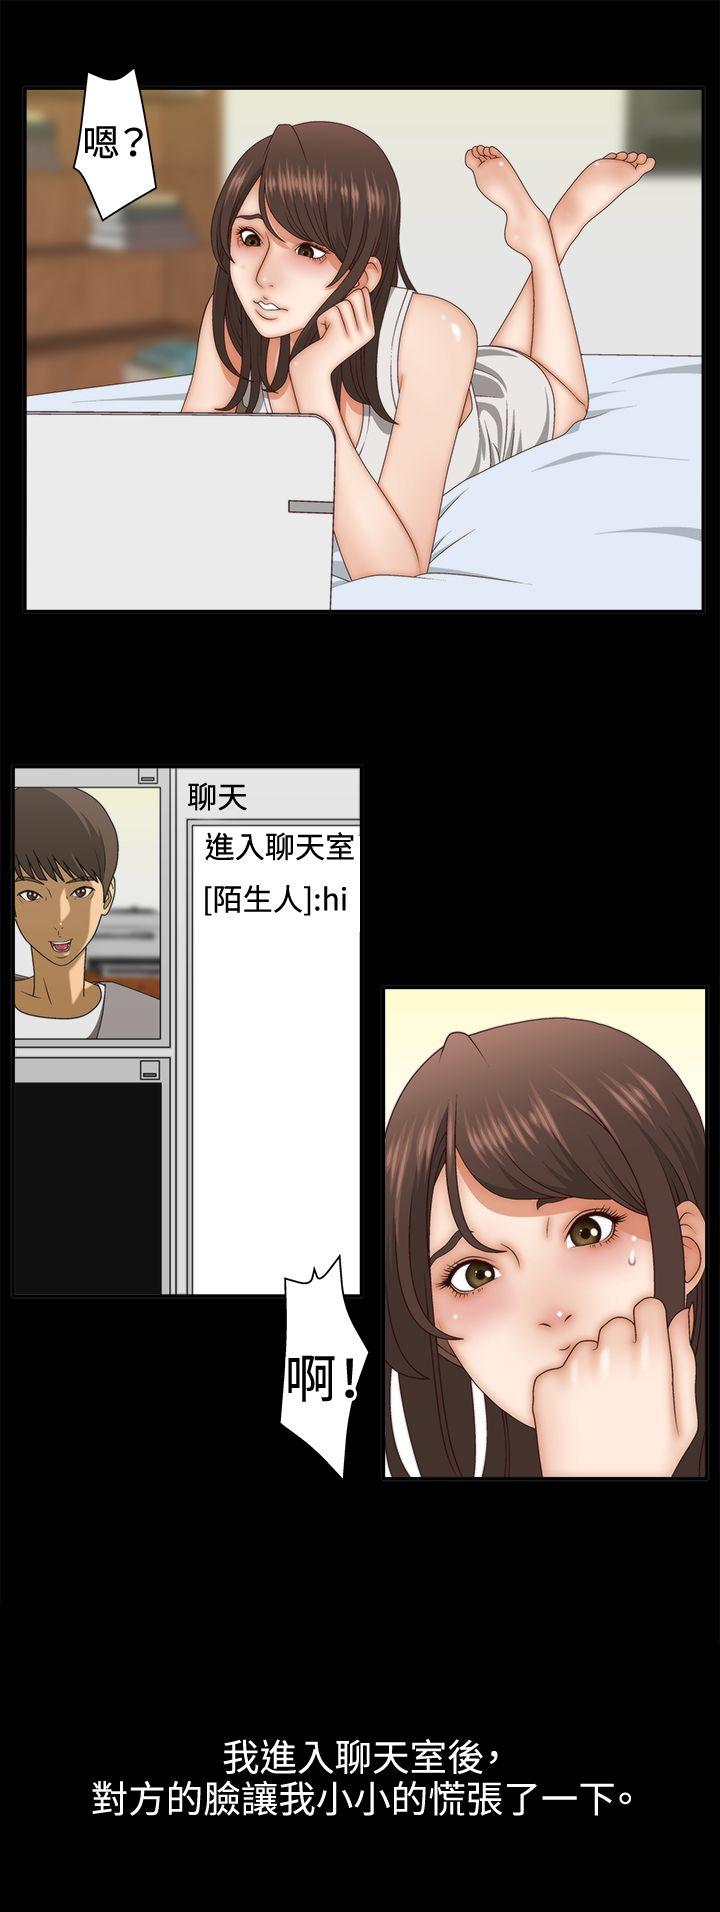 嗯？
聊天
進入聊天室
[陌生人]:hi
啊！
我進入聊天室後，
對方的臉讓我小小的慌張了一下。